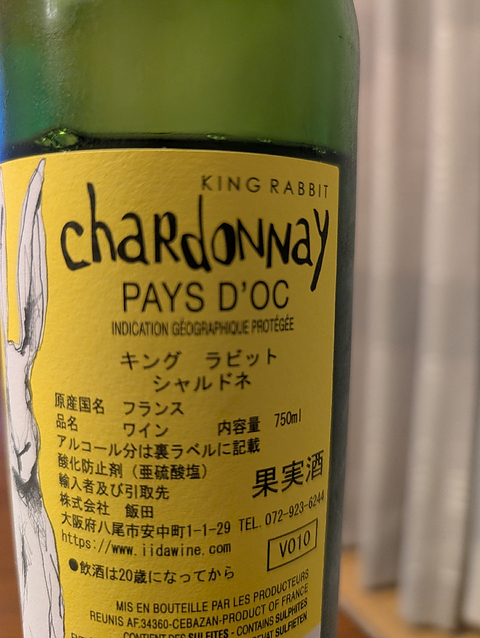 KING RABBIT
chardonnay
PAYS D'OC
INDICATION GÉOGRAPHIQUE PROTÉGÉE
キング ラビット
シャルドネ
原産国名 フランス
品名 ワイン 内容量 750ml
アルコール分は裏ラベルに記載
酸化防止剤（亜硫酸塩）
輸入者及び引取先 果実酒
株式会社 飯田
大阪府八尾市安中町1-1-29 TEL. 072-923-6244
https://www.iidawine.com V010
●飲酒は20歳になってから
MIS EN BOUTEILLE PAR LES PRODUCTEURS
REUNIS AF.34360-CEBAZAN-PRODUCT OF FRANCE
CONTIENT DES SULFITES - CONTAINS SULPHITES
SULFIETEN